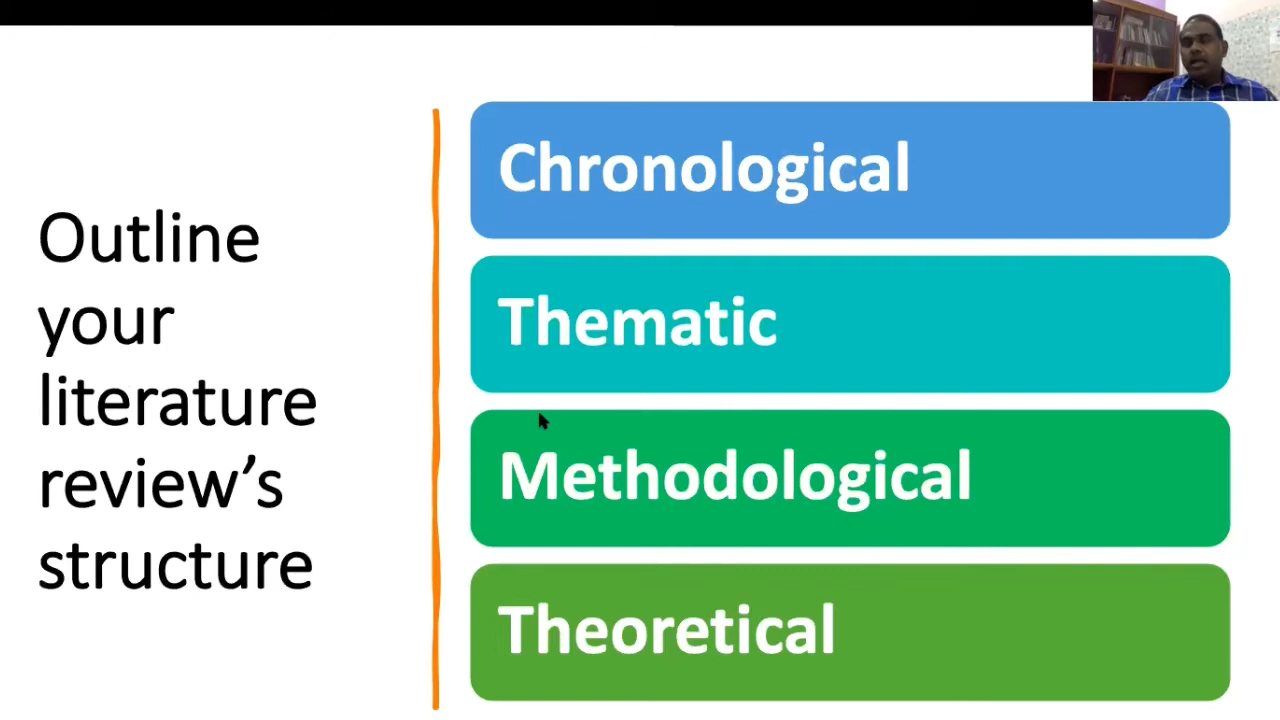 Outline
your
literature
review’s
structure
Chronological
Thematic
Methodological
Theoretical